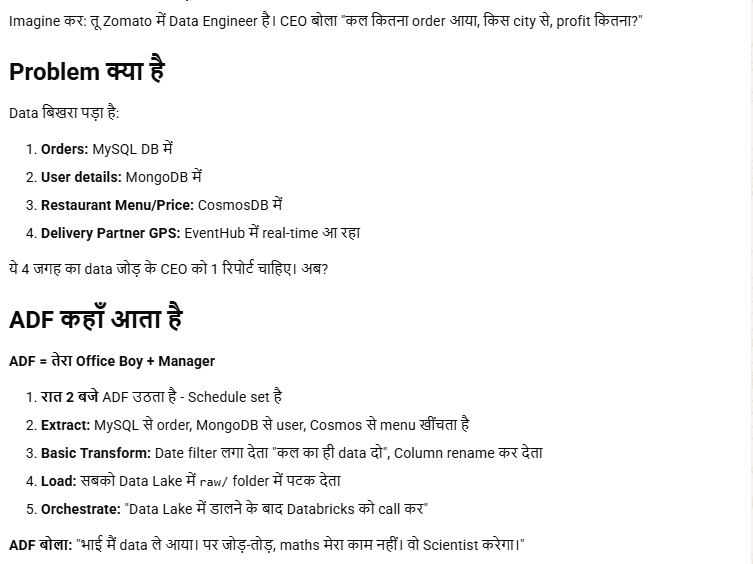 Imagine कर: तू Zomato में Data Engineer है। CEO बोला "कल कितना order आया, किस city से, profit कितना?"
Problem क्या है
Data बिखरा पड़ा है:
1. Orders: MySQL DB में
2. User details: MongoDB में
3. Restaurant Menu/Price: CosmosDB में
4. Delivery Partner GPS: EventHub में real-time आ रहा
ये 4 जगह का data जोड़ के CEO को 1 रिपोर्ट चाहिए। अब?
ADF कहाँ आता है
ADF = तेरा Office Boy + Manager
1. रात 2 बजे ADF उठता है - Schedule set है
2. Extract: MySQL से order, MongoDB से user, Cosmos से menu खींचता है
3. Basic Transform: Date filter लगा देता "कल का ही data दो", Column rename कर देता
4. Load: सबको Data Lake में raw/ folder में पटक देता
5. Orchestrate: "Data Lake में डालने के बाद Databricks को call कर"
ADF बोला: "भाई मैं data ले आया। पर जोड़-तोड़, maths मेरा काम नहीं। वो Scientist करेगा।"